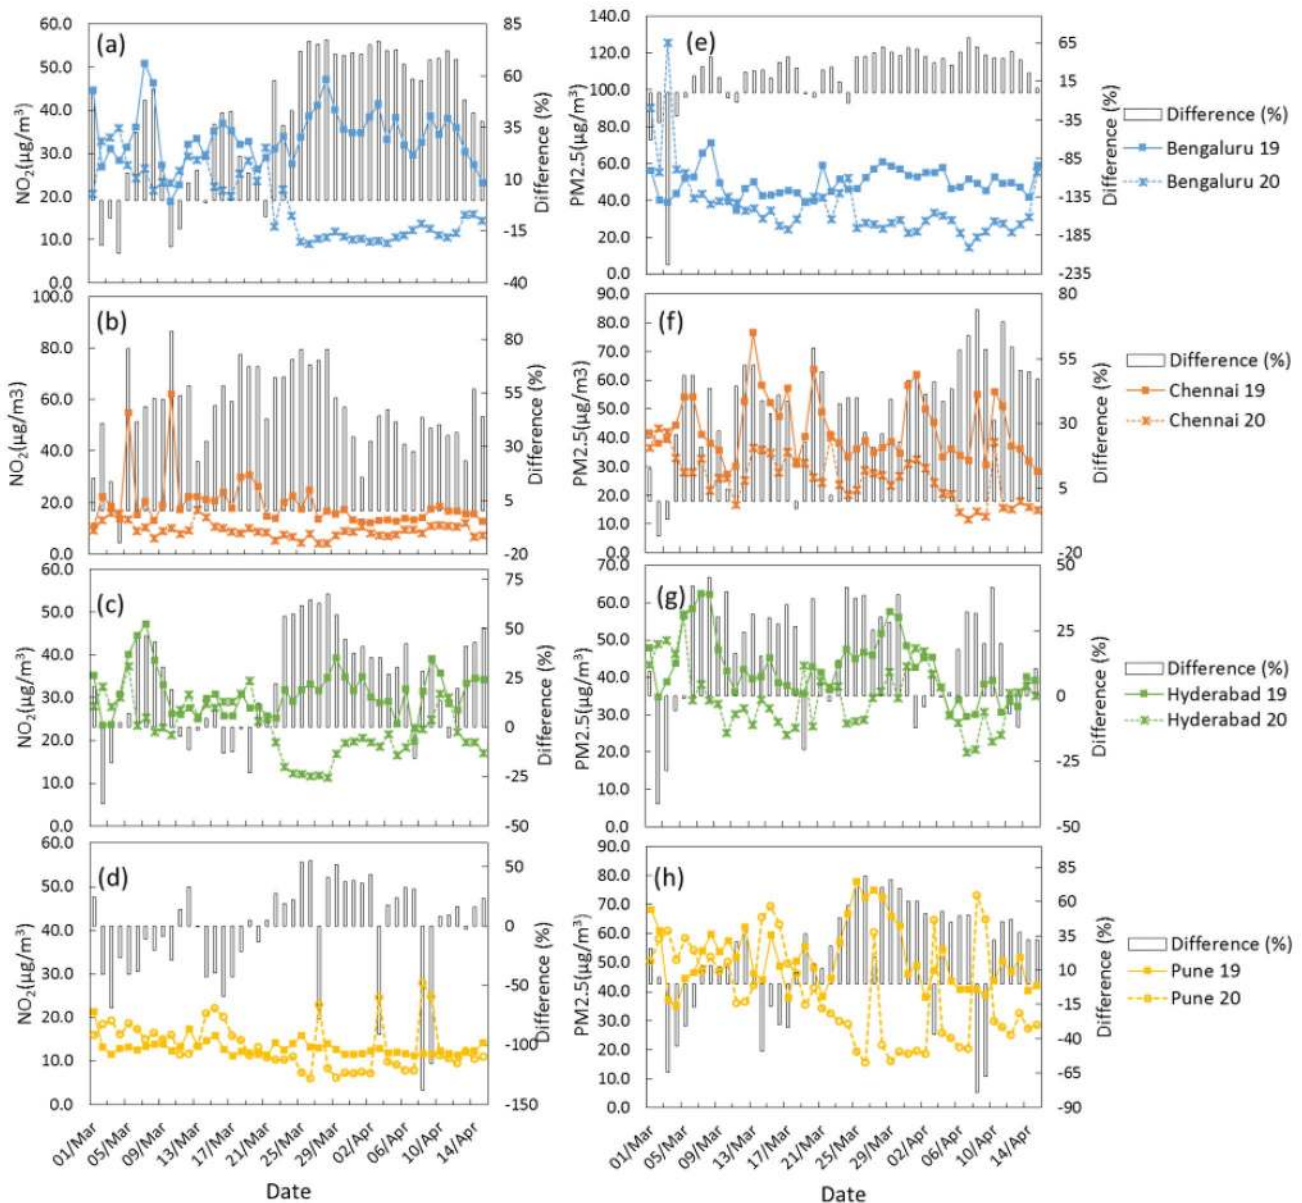 (a)
NO₂(µg/m³)
60.0
50.0
40.0
30.0
20.0
10.0
0.0
85
60
35
10
-15
-40
Difference (%)
(e)
PM2.5(µg/m³)
140.0
120.0
100.0
80.0
60.0
40.0
20.0
0.0
65
15
-35
-85
-135
-185
-235
Difference (%)
Difference (%)
Bengaluru 19
Bengaluru 20
(b)
NO₂(µg/m3)
100.0
80.0
60.0
40.0
20.0
0.0
80
55
30
5
-20
Difference (%)
(f)
PM2.5(µg/m3)
90.0
80.0
70.0
60.0
50.0
40.0
30.0
20.0
10.0
80
55
30
5
-20
Difference (%)
Difference (%)
Chennai 19
Chennai 20
(c)
NO₂(µg/m³)
60.0
50.0
40.0
30.0
20.0
10.0
0.0
75
50
25
0
-25
-50
Difference (%)
(g)
PM2.5(µg/m³)
70.0
60.0
50.0
40.0
30.0
20.0
10.0
0.0
50
25
0
-25
-50
Difference (%)
Difference (%)
Hyderabad 19
Hyderabad 20
(d)
NO₂(µg/m³)
60.0
50.0
40.0
30.0
20.0
10.0
0.0
50
0
-50
-100
-150
Difference (%)
(h)
PM2.5(µg/m³)
90.0
80.0
70.0
60.0
50.0
40.0
30.0
20.0
10.0
0.0
85
60
35
10
-15
-40
-65
-90
Difference (%)
Difference (%)
Pune 19
Pune 20
01/Mar
05/Mar
09/Mar
13/Mar
17/Mar
21/Mar
25/Mar
29/Mar
02/Apr
06/Apr
10/Apr
14/Apr
Date
01/Mar
05/Mar
09/Mar
13/Mar
17/Mar
21/Mar
25/Mar
29/Mar
02/Apr
06/Apr
10/Apr
14/Apr
Date